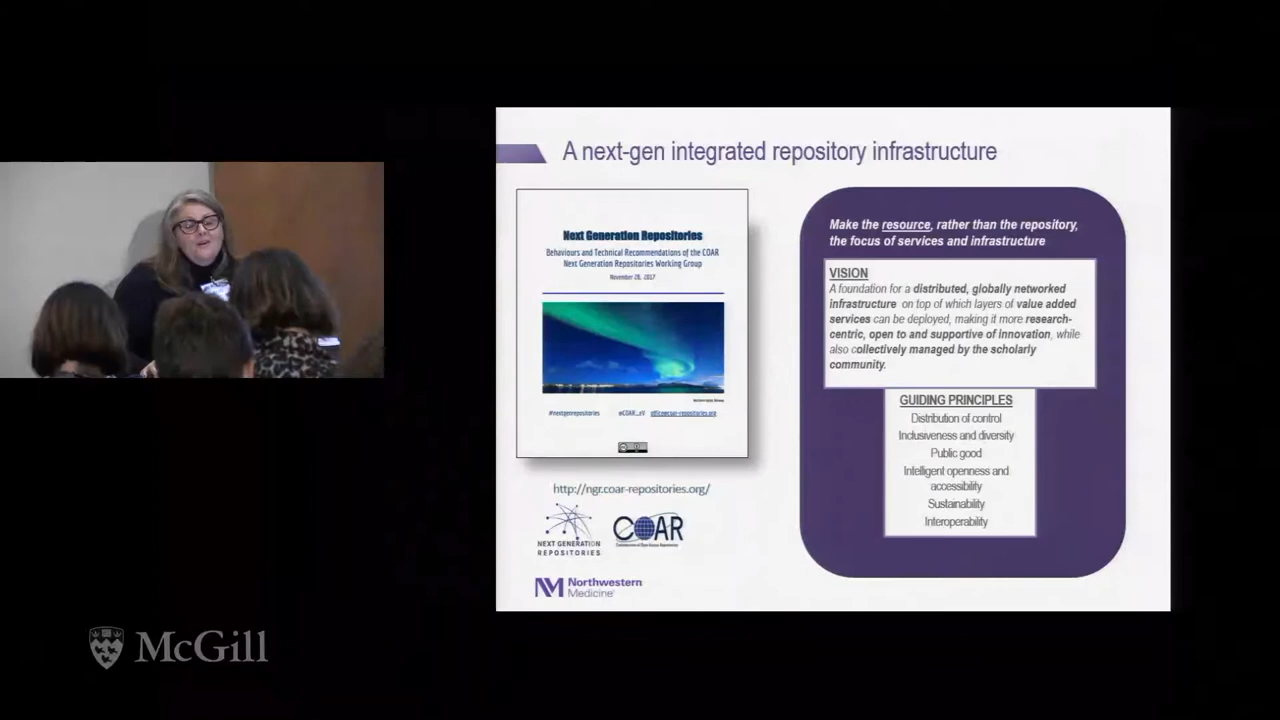 A next-gen integrated repository infrastructure
Next Generation Repositories
Behaviours and Technical Recommendations of the COAR
Next Generation Repositories Working Group
November 28, 2017
#nextgenrepositories @COAR_eV office@coar-repositories.org
http://ngr.coar-repositories.org/
NEXT GENERATION
REPOSITORIES
COAR
Northwestern
Medicine
Make the resource, rather than the repository,
the focus of services and infrastructure
VISION
A foundation for a distributed, globally networked
infrastructure on top of which layers of value added
services can be deployed, making it more research-
centric, open to and supportive of innovation, while
also collectively managed by the scholarly
community.
GUIDING PRINCIPLES
Distribution of control
Inclusiveness and diversity
Public good
Intelligent openness and
accessibility
Sustainability
Interoperability
McGill